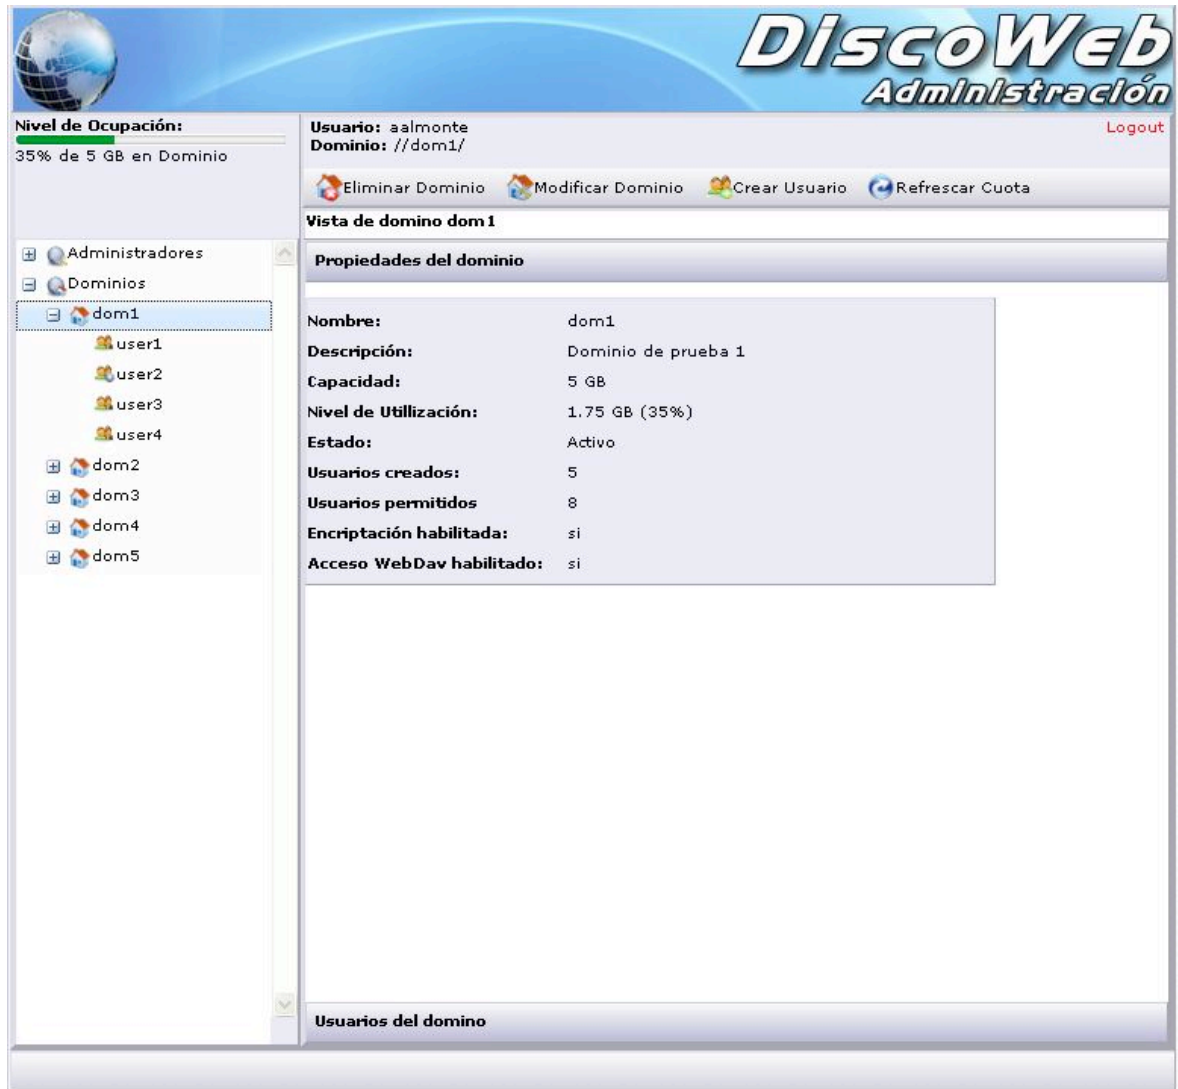 DiscoWeb
Administración
Nivel de Ocupación:
35% de 5 GB en Dominio
Usuario: aalmonte
Dominio: //dom1/
Logout
Eliminar Dominio Modificar Dominio Crear Usuario Refrescar Cuota
Vista de domino dom1
Administradores
Dominios
dom1
user1
user2
user3
user4
dom2
dom3
dom4
dom5
Propiedades del dominio
Nombre: dom1
Descripción: Dominio de prueba 1
Capacidad: 5 GB
Nivel de Utillización: 1.75 GB (35%)
Estado: Activo
Usuarios creados: 5
Usuarios permitidos 8
Encriptación habilitada: si
Acceso WebDav habilitado: si
Usuarios del domino